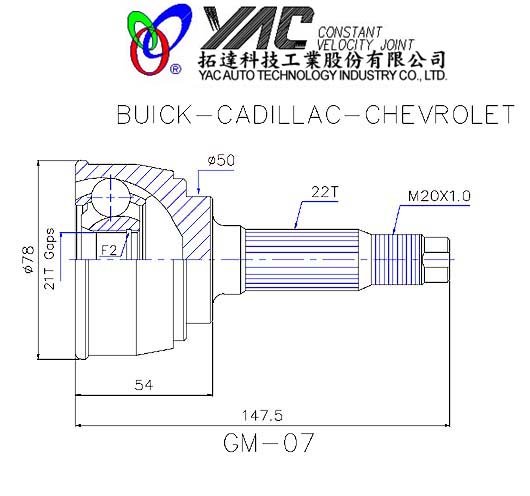 YAC CONSTANT
VELOCITY JOINT
拓達科技工業股份有限公司
® YAC AUTO TECHNOLOGY INDUSTRY CO., LTD.
BUICK-CADILLAC-CHEVROLET
ø50
22T
M20X1.0
ø78
21T Gaps
F2
54
147.5
GM-07